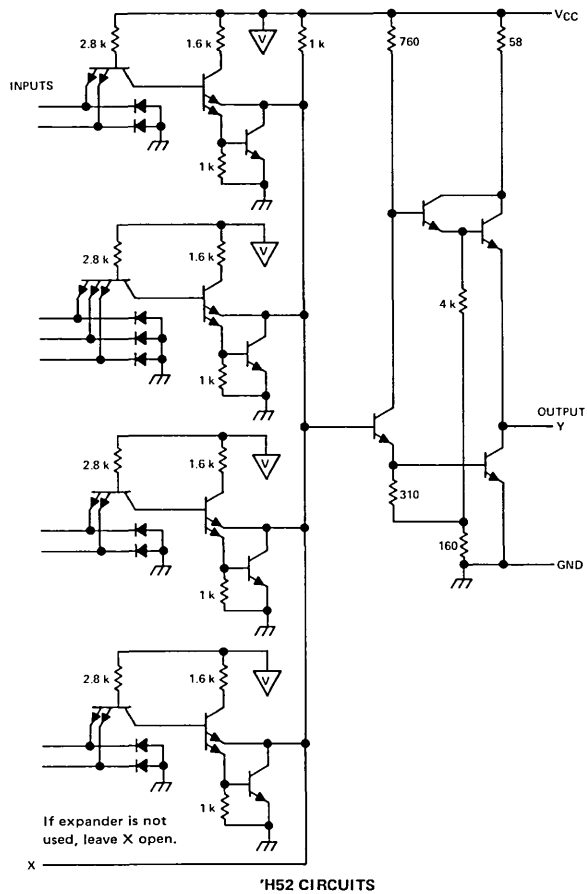 VCC
2.8 k
1.6 k
V
1 k
760
58
INPUTS
1 k
2.8 k
1.6 k
V
4 k
1 k
OUTPUT
Y
2.8 k
1.6 k
V
310
160
1 k
GND
2.8 k
1.6 k
V
1 k
If expander is not
used, leave X open.
X
'H52 CIRCUITS